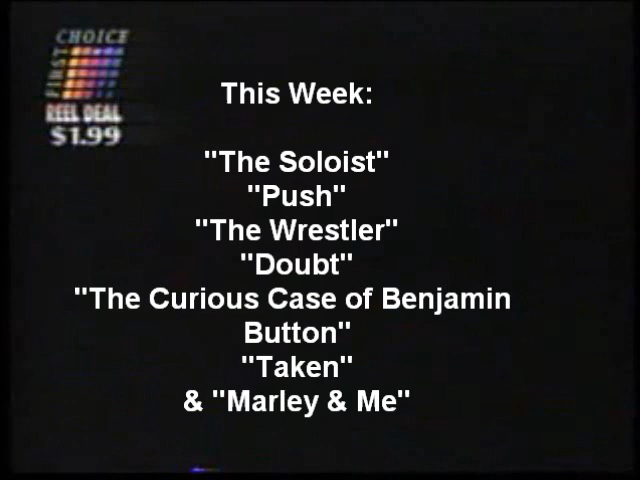 CHOICE
FIRST
REEL DEAL
$1.99
This Week:
"The Soloist"
"Push"
"The Wrestler"
"Doubt"
"The Curious Case of Benjamin
Button"
"Taken"
& "Marley & Me"